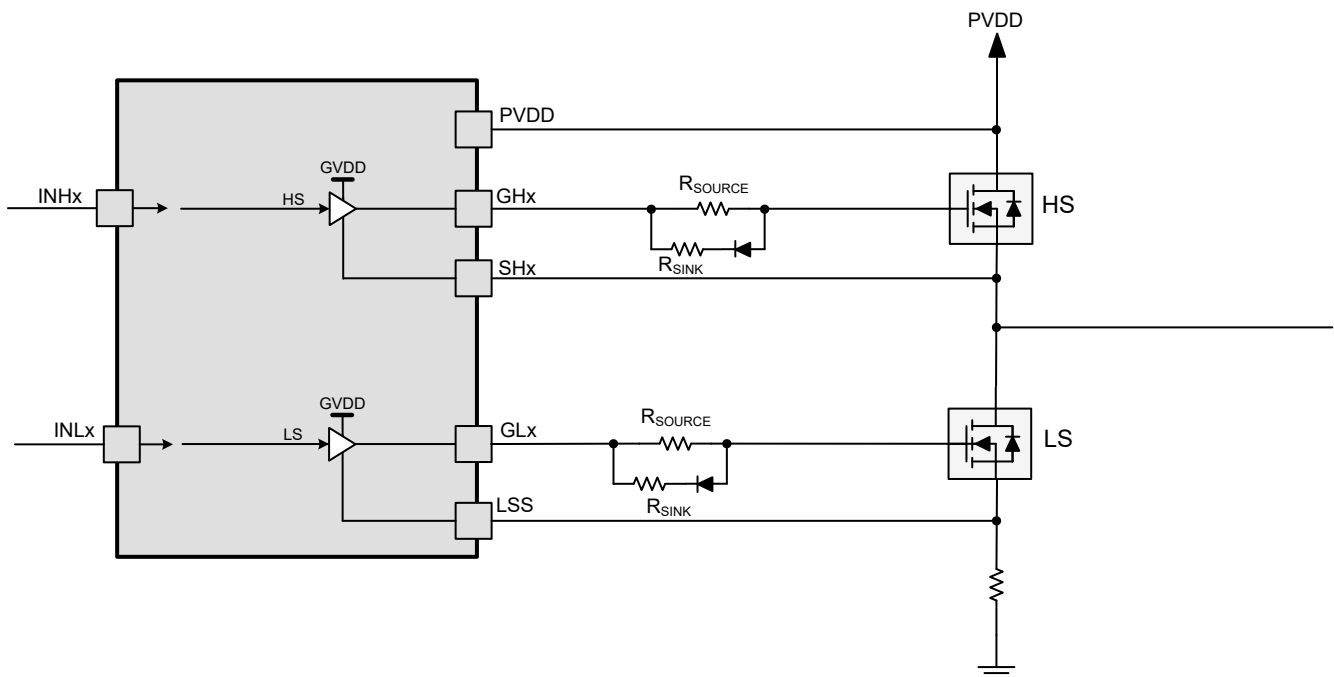 PVDD
PVDD
GVDD
INHx
HS
GHx
RSOURCE
HS
RSINK
SHx
GVDD
INLx
LS
GLx
RSOURCE
LS
RSINK
LSS